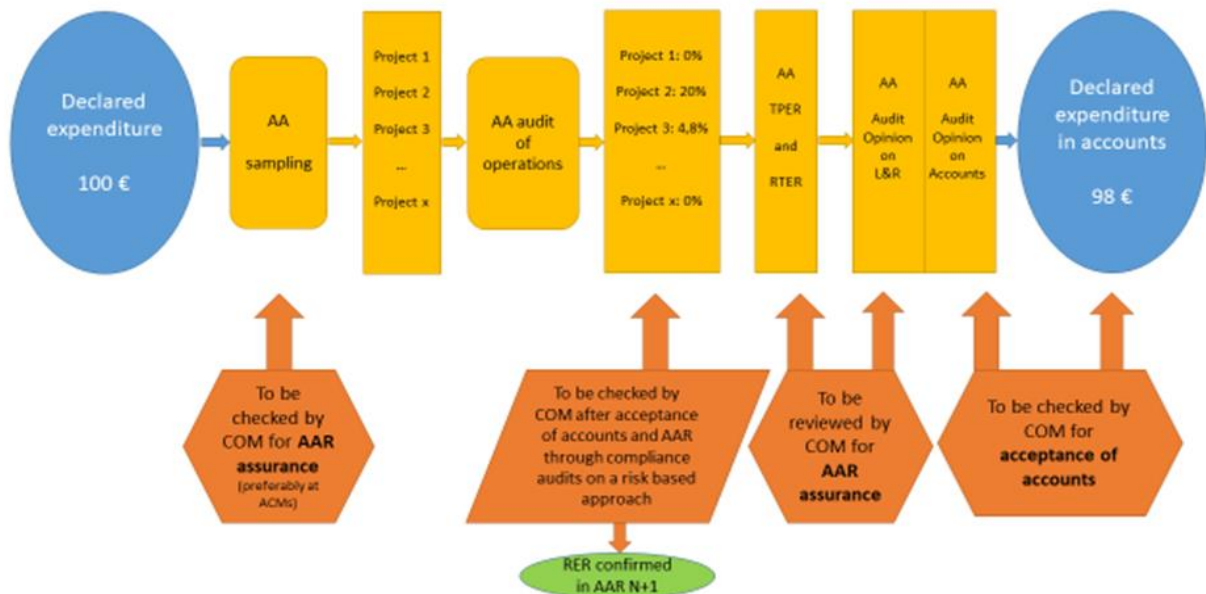 Declared
expenditure
100 €
AA
sampling
Project 1
Project 2
Project 3
...
Project x
AA audit
of
operations
Project 1: 0%
Project 2: 20%
Project 3: 4,8%
...
Project x: 0%
AA
TPER
and
RTER
AA
Audit
Opinion
on
L&R
AA
Audit
Opinion
on
Accounts
Declared
expenditure
in accounts
98 €
To be
checked by
COM for AAR
assurance
(preferably at
ACMs)
To be checked by
COM after acceptance
of accounts and AAR
through compliance
audits on a risk based
approach
To be
reviewed by
COM for
AAR
assurance
To be checked by
COM for
acceptance of
accounts
RER confirmed
in AAR N+1